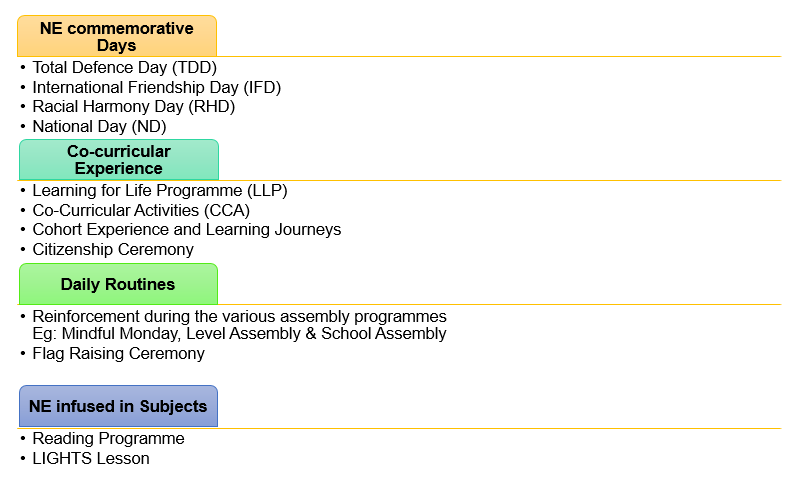 NE commemorative
Days
• Total Defence Day (TDD)
• International Friendship Day (IFD)
• Racial Harmony Day (RHD)
• National Day (ND)
Co-curricular
Experience
• Learning for Life Programme (LLP)
• Co-Curricular Activities (CCA)
• Cohort Experience and Learning Journeys
• Citizenship Ceremony
Daily Routines
• Reinforcement during the various assembly programmes
Eg: Mindful Monday, Level Assembly & School Assembly
• Flag Raising Ceremony
NE infused in Subjects
• Reading Programme
• LIGHTS Lesson